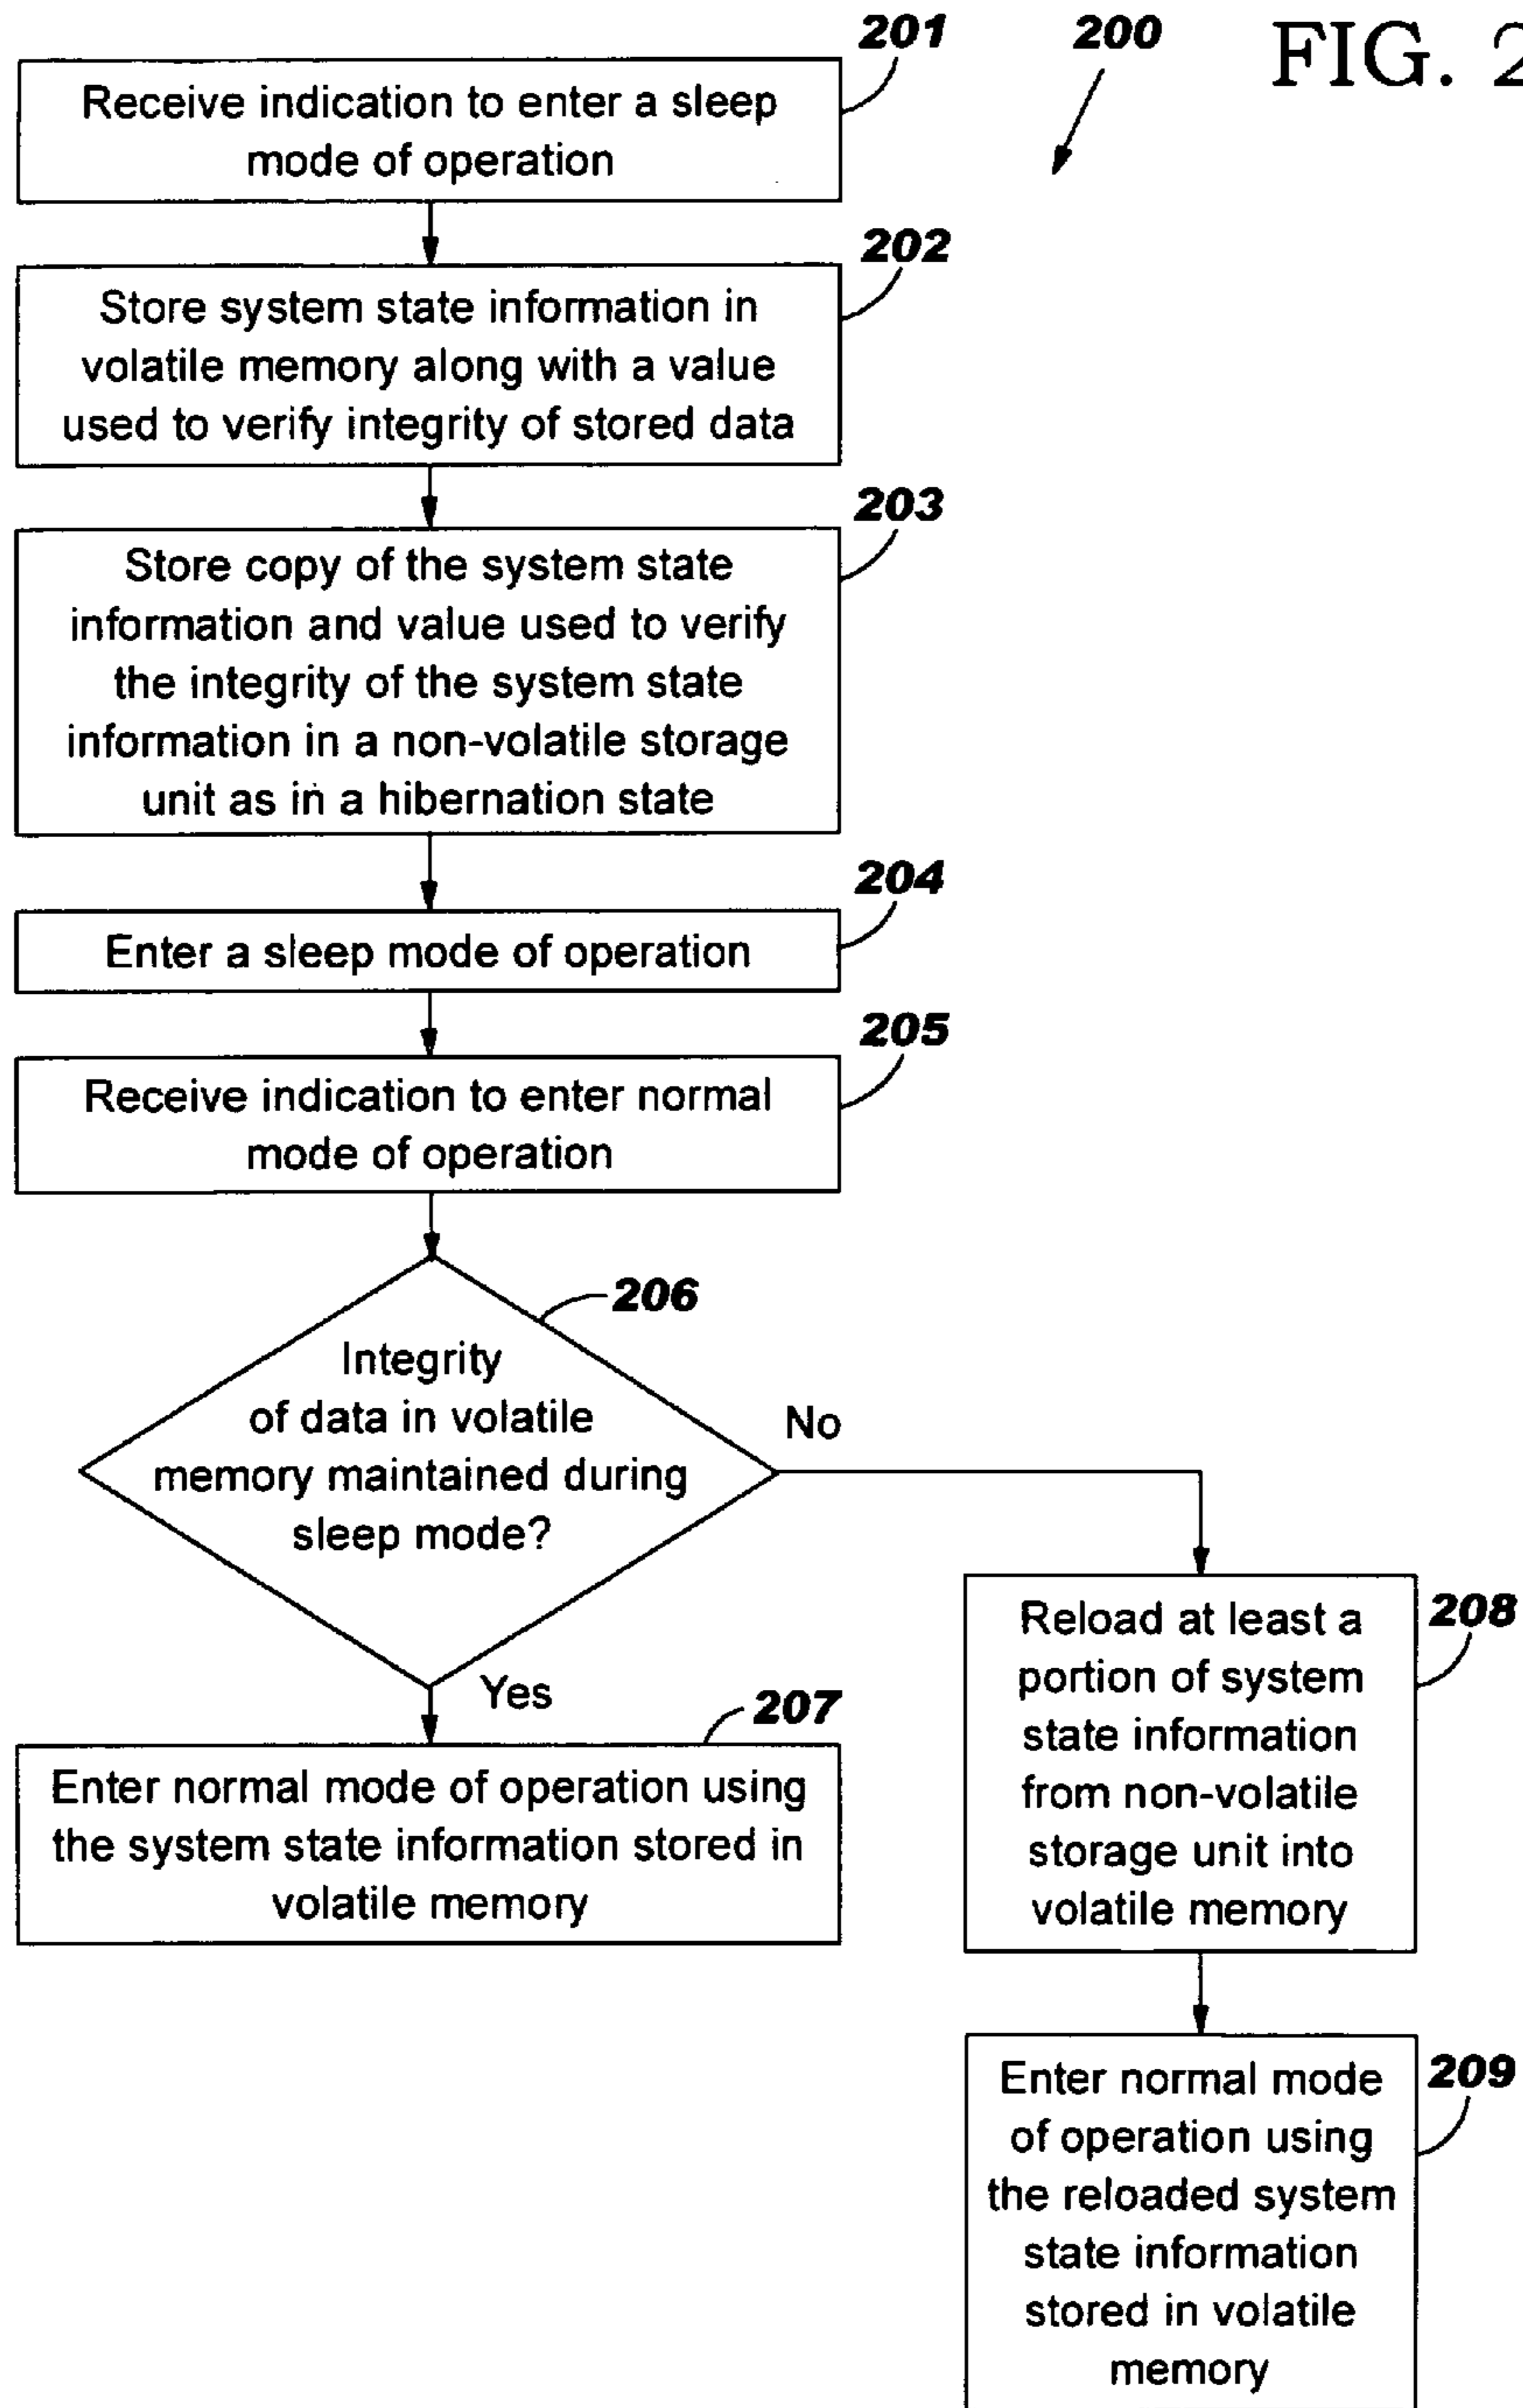 201
200
FIG. 2
Receive indication to enter a sleep
mode of operation
202
Store system state information in
volatile memory along with a value
used to verify integrity of stored data
203
Store copy of the system state
information and value used to verify
the integrity of the system state
information in a non-volatile storage
unit as in a hibernation state
204
Enter a sleep mode of operation
205
Receive indication to enter normal
mode of operation
206
Integrity
of data in volatile
memory maintained during
sleep mode?
No
Yes
207
Enter normal mode of operation using
the system state information stored in
volatile memory
208
Reload at least a
portion of system
state information
from non-volatile
storage unit into
volatile memory
209
Enter normal mode
of operation using
the reloaded system
state information
stored in volatile
memory